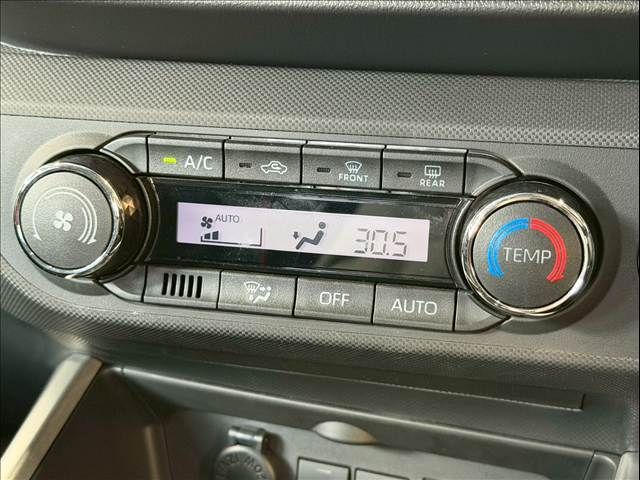 A/C
FRONT
REAR
AUTO
30.5
TEMP
OFF
AUTO